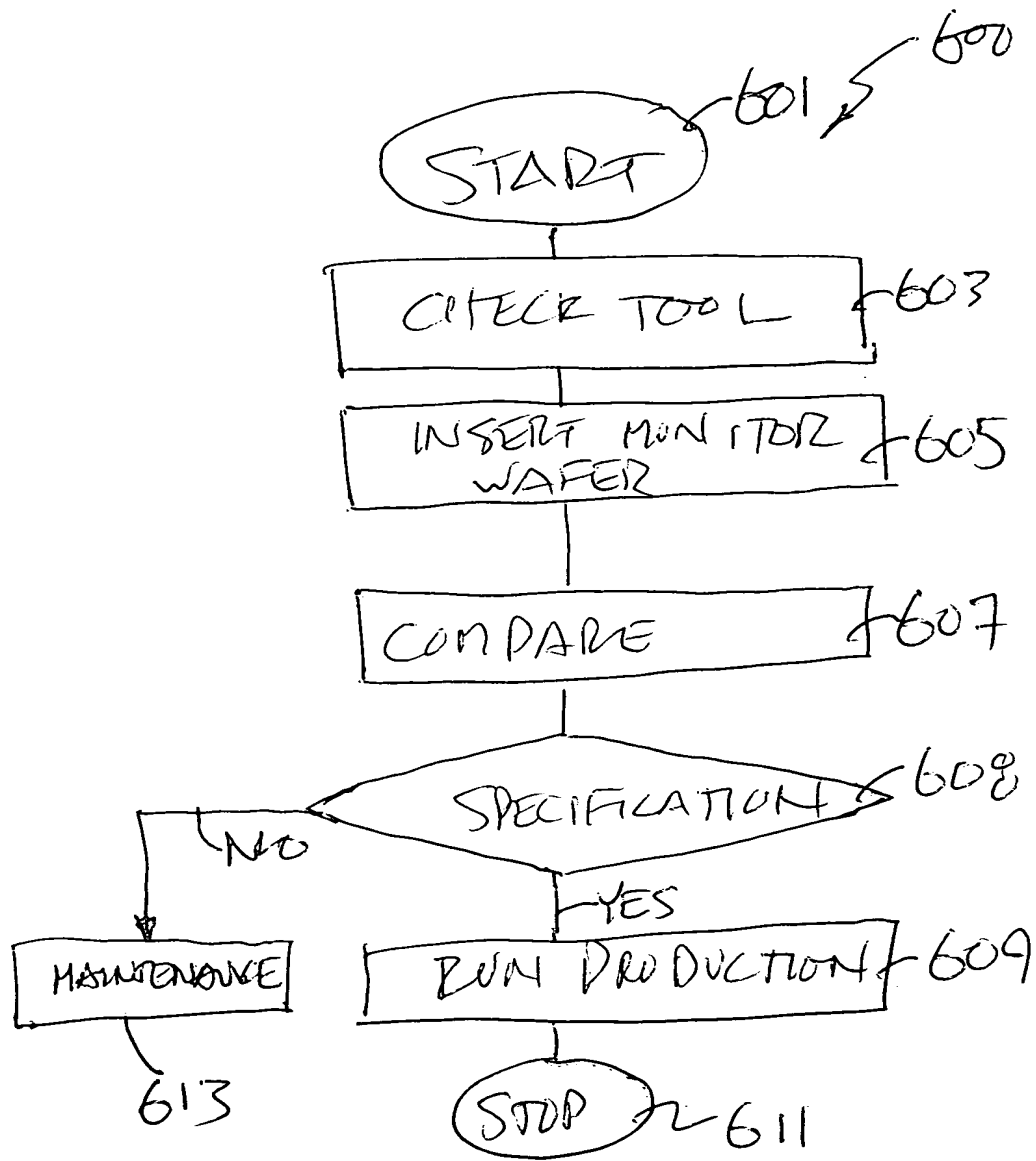 600
601
START
CHECK TOOL
603
INSERT MONITOR
WAFER
605
COMPARE
607
SPECIFICATION
608
NO
YES
MAINTENANCE
RUN PRODUCTION
609
613
STOP
611